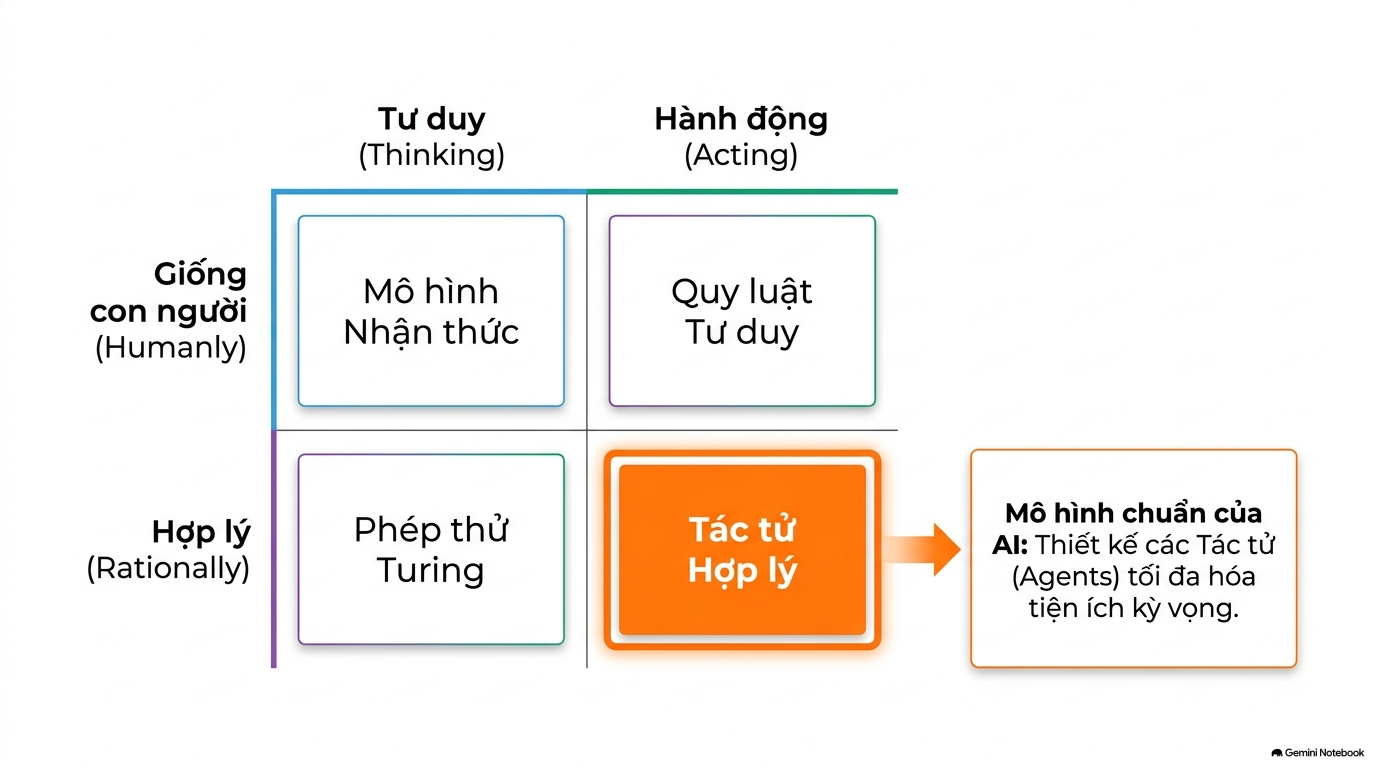 Tư duy
(Thinking)
Hành động
(Acting)
Giống
con người
(Humanly)
Mô hình
Nhận thức
Quy luật
Tư duy
Hợp lý
(Rationally)
Phép thử
Turing
Tác tử
Hợp lý
Mô hình chuẩn của
AI: Thiết kế các Tác tử
(Agents) tối đa hóa
tiện ích kỳ vọng.
Gemini Notebook